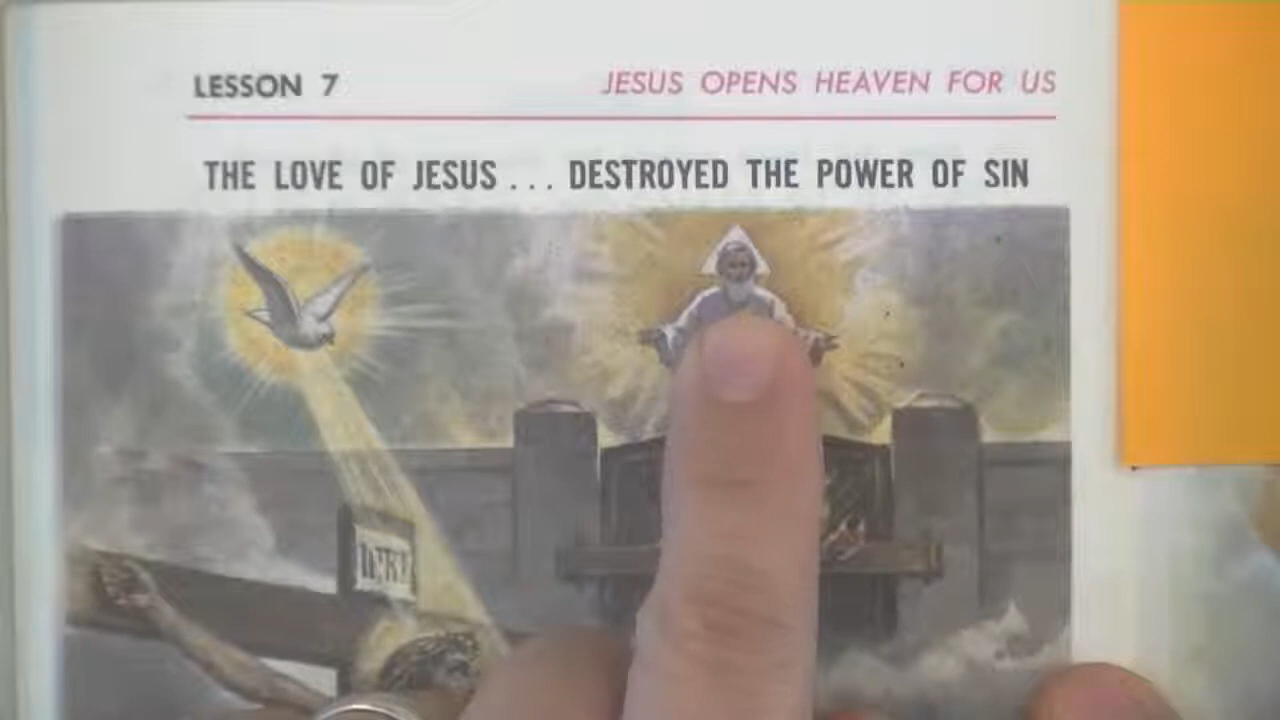 LESSON 7
JESUS OPENS HEAVEN FOR US
THE LOVE OF JESUS . . . DESTROYED THE POWER OF SIN